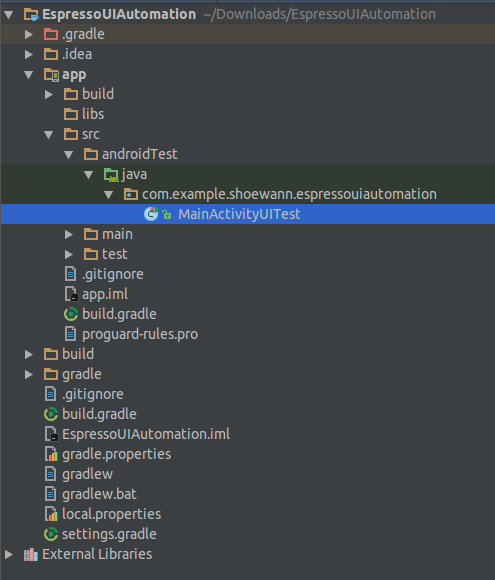 EspressoUIAutomation ~/Downloads/EspressoUIAutomation
.gradle
.idea
app
build
libs
src
androidTest
java
com.example.shoewann.espressouiautomation
MainActivityUITest
main
test
.gitignore
app.iml
build.gradle
proguard-rules.pro
build
gradle
.gitignore
build.gradle
EspressoUIAutomation.iml
gradle.properties
gradlew
gradlew.bat
local.properties
settings.gradle
External Libraries